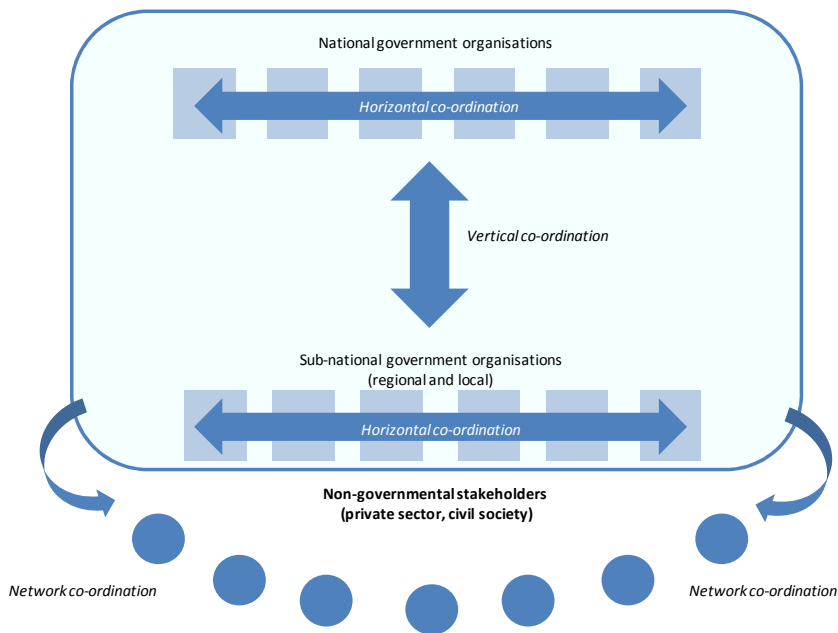 National government organisations
Horizontal co-ordination
Vertical co-ordination
Sub-national government organisations
(regional and local)
Horizontal co-ordination
Non-governmental stakeholders
(private sector, civil society)
Network co-ordination
Network co-ordination